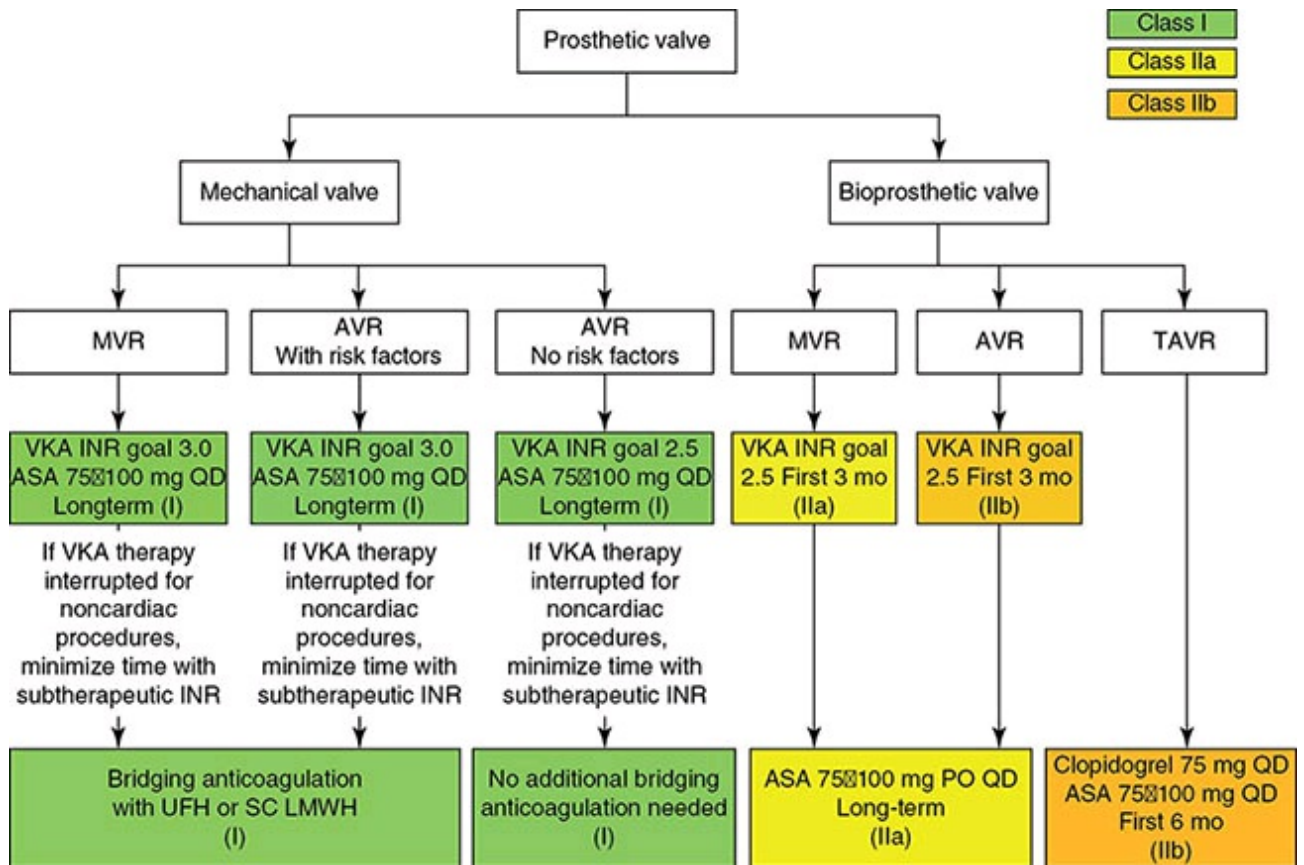 Prosthetic valve
Class I
Class IIa
Class IIb
Mechanical valve
Bioprosthetic valve
MVR
AVR
With risk factors
AVR
No risk factors
MVR
AVR
TAVR
VKA INR goal 3.0
ASA 75☒100 mg QD
Longterm (I)
VKA INR goal 3.0
ASA 75☒100 mg QD
Longterm (I)
VKA INR goal 2.5
ASA 75☒100 mg QD
Longterm (I)
VKA INR goal
2.5 First 3 mo
(IIa)
VKA INR goal
2.5 First 3 mo
(IIb)
If VKA therapy
interrupted for
noncardiac
procedures,
minimize time with
subtherapeutic INR
If VKA therapy
interrupted for
noncardiac
procedures,
minimize time with
subtherapeutic INR
If VKA therapy
interrupted for
noncardiac
procedures,
minimize time with
subtherapeutic INR
Bridging anticoagulation
with UFH or SC LMWH
(I)
No additional bridging
anticoagulation needed
(I)
ASA 75☒100 mg PO QD
Long-term
(IIa)
Clopidogrel 75 mg QD
ASA 75☒100 mg QD
First 6 mo
(IIb)